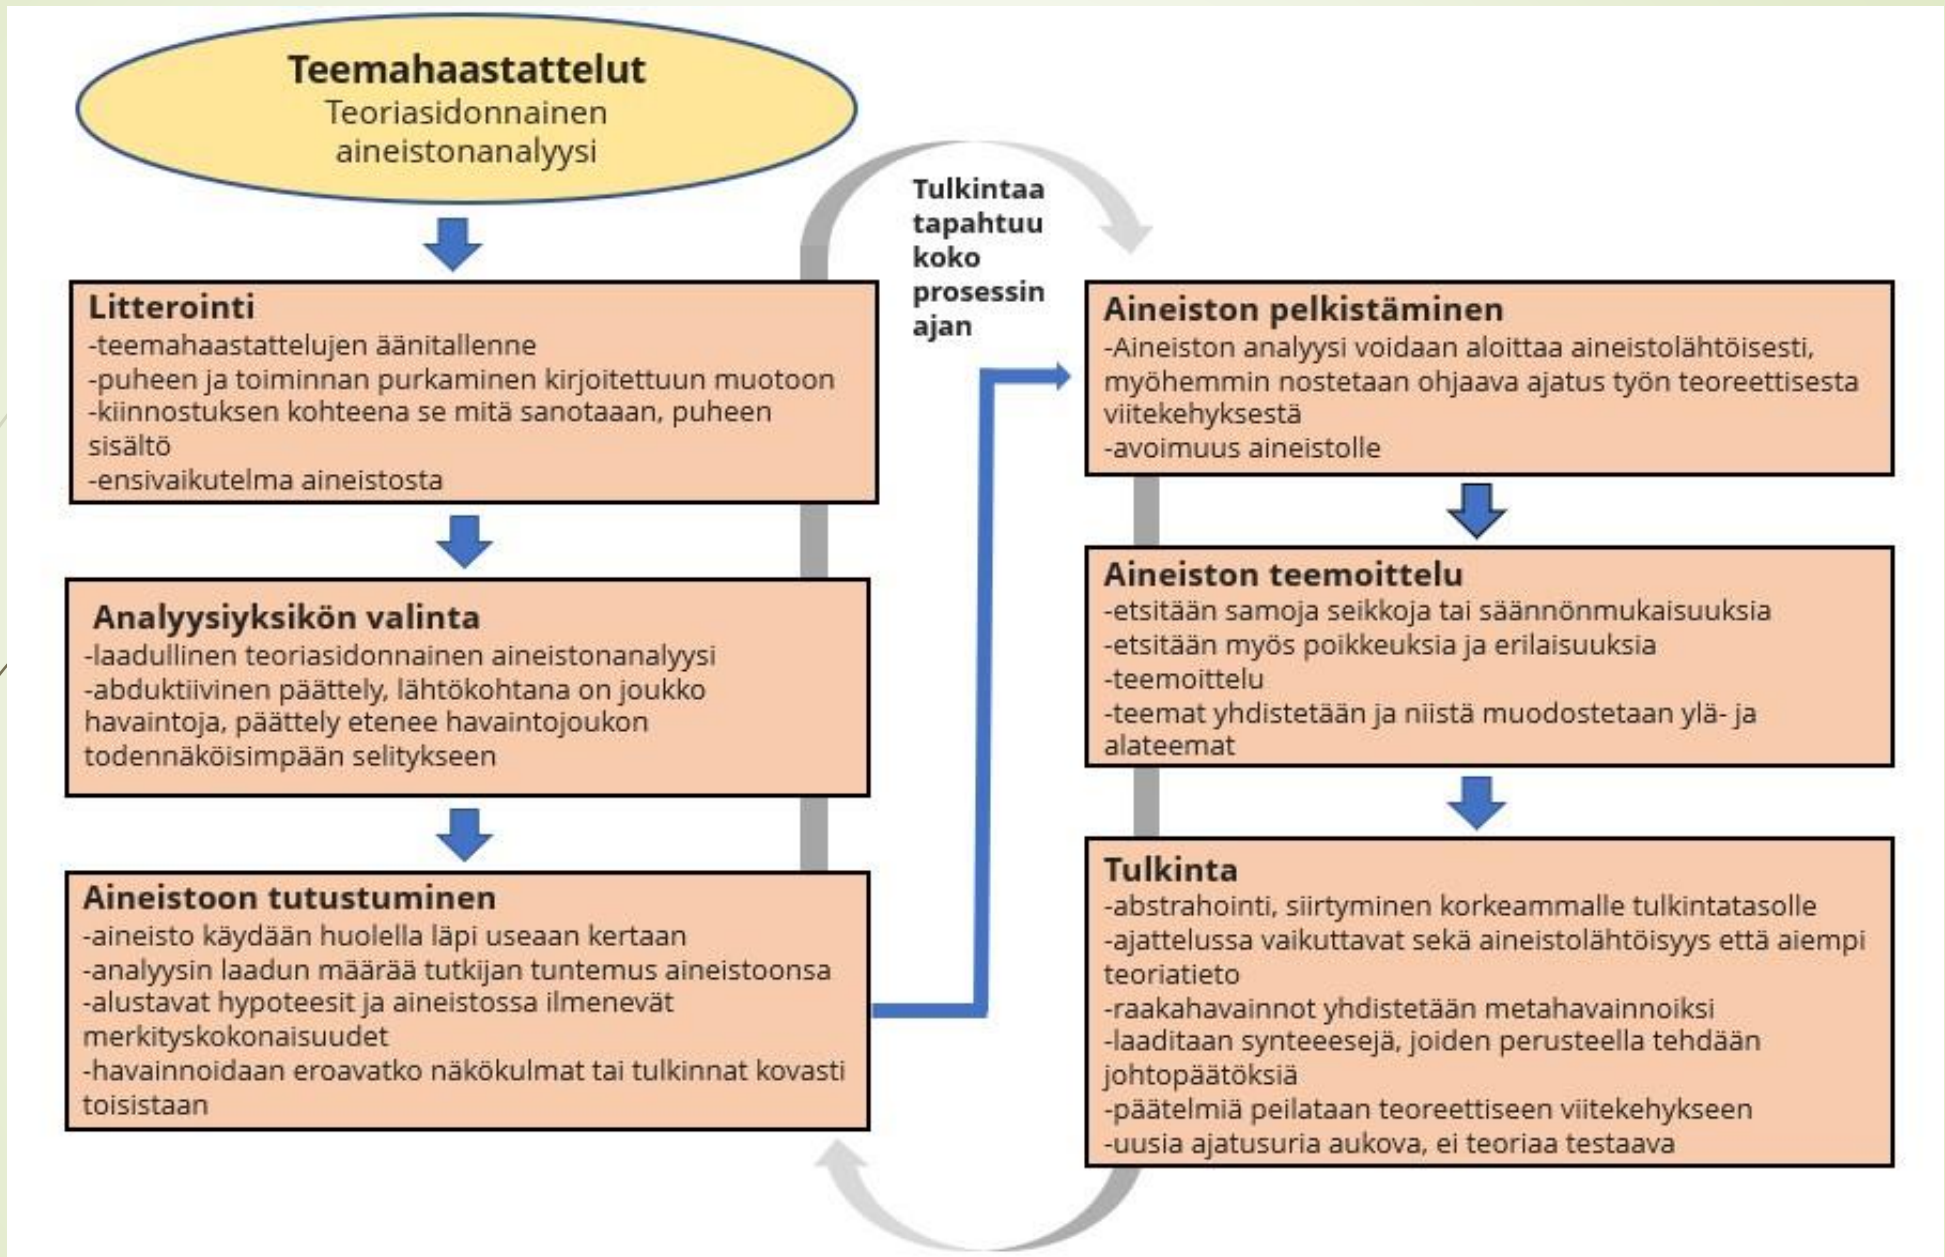 Teemahaastattelut
Teoriasidonnainen
aineistonanalyysi
Litterointi
-teemahaastattelujen äänitallenne
-puheen ja toiminnan purkaminen kirjoitettuun muotoon
-kiinnostuksen kohteena se mitä sanotaaan, puheen
sisältö
-ensivaikutelma aineistosta
Analyysiyksikön valinta
-laadullinen teoriasidonnainen aineistonanalyysi
-abduktiivinen päättely, lähtökohtana on joukko
havaintoja, päättely etenee havaintojoukon
todennäköisimpään selitykseen
Aineistoon tutustuminen
-aineisto käydään huolella läpi useaan kertaan
-analyysin laadun määrää tutkijan tuntemus aineistoonsa
-alustavat hypoteesit ja aineistossa ilmenevät
merkityskokonaisuudet
-havainnoidaan eroavatko näkökulmat tai tulkinnat kovasti
toisistaan
Tulkintaa
tapahtuu
koko
prosessin
ajan
Aineiston pelkistäminen
-Aineiston analyysi voidaan aloittaa aineistolähtöisesti,
myöhemmin nostetaan ohjaava ajatus työn teoreettisesta
viitekehyksestä
-avoimuus aineistolle
Aineiston teemoittelu
-etsitään samoja seikkoja tai säännönmukaisuuksia
-etsitään myös poikkeuksia ja erilaisuuksia
-teemoittelu
-teemat yhdistetään ja niistä muodostetaan ylä- ja
alateemat
Tulkinta
-abstrahointi, siirtyminen korkeammalle tulkintatasolle
-ajattelussa vaikuttavat sekä aineistolähtöisyys että aiempi
teoriatieto
-raakahavainnot yhdistetään metahavainnoiksi
-laaditaan synteeesejä, joiden perusteella tehdään
johtopäätöksiä
-päätelmiä peilataan teoreettiseen viitekehykseen
-uusia ajatusuria aukova, ei teoriaa testaava